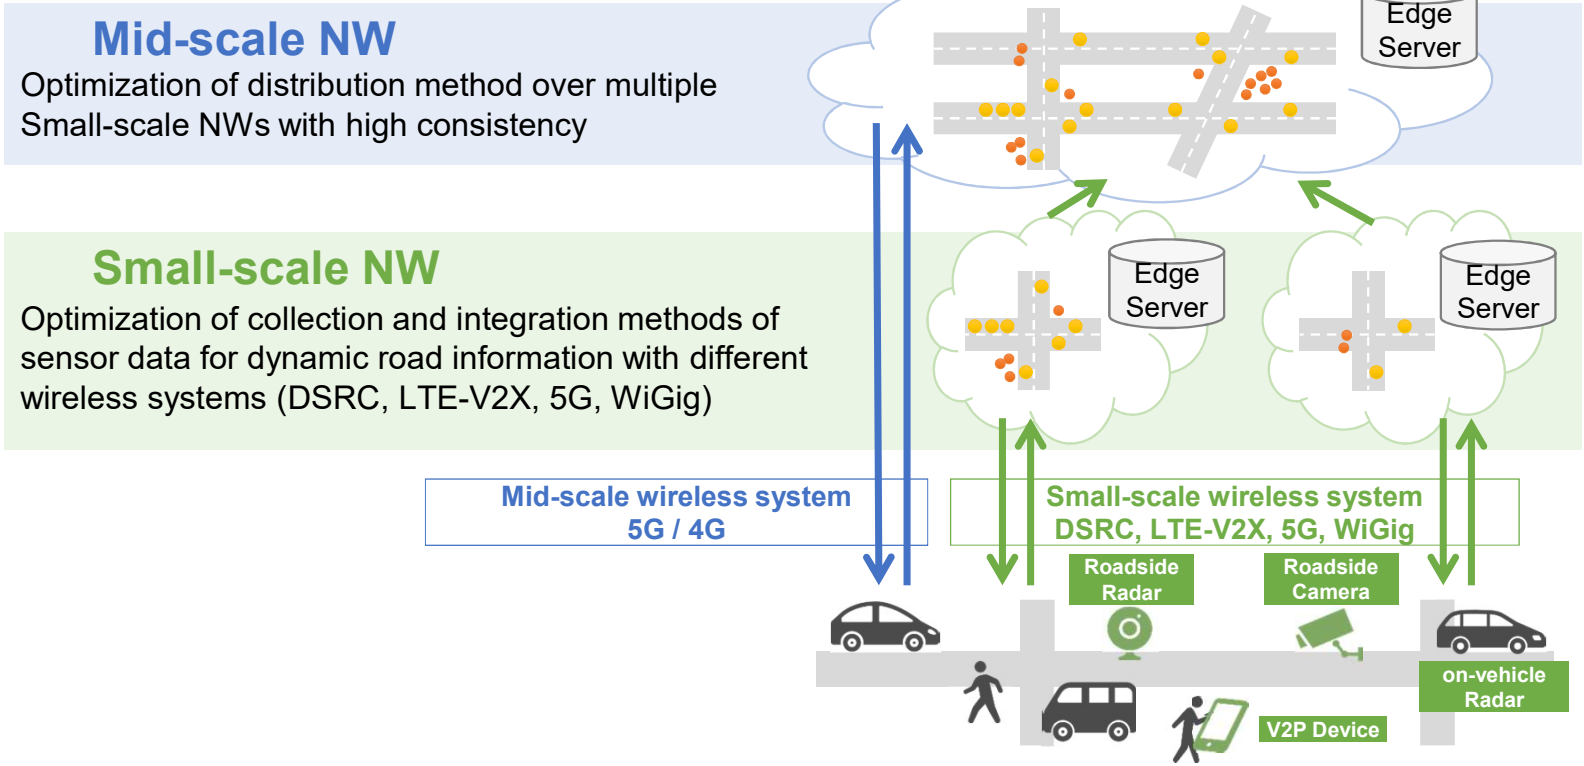 Mid-scale NW
Optimization of distribution method over multiple
Small-scale NWs with high consistency
Edge
Server
Small-scale NW
Optimization of collection and integration methods of
sensor data for dynamic road information with different
wireless systems (DSRC, LTE-V2X, 5G, WiGig)
Edge
Server
Edge
Server
Mid-scale wireless system
5G / 4G
Small-scale wireless system
DSRC, LTE-V2X, 5G, WiGig
Roadside
Radar
Roadside
Camera
on-vehicle
Radar
V2P Device